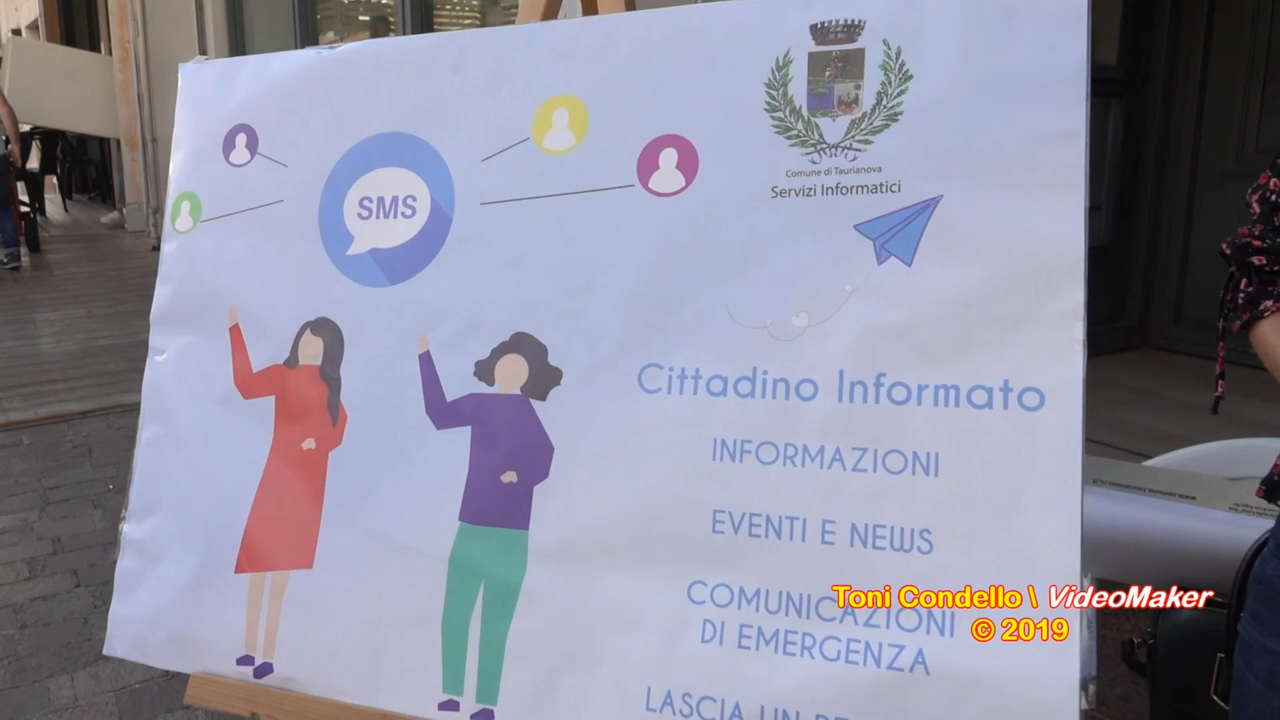 SMS
Comune di Taurianova
Servizi Informatici
Cittadino Informato
INFORMAZIONI
EVENTI E NEWS
COMUNICAZIONI
DI EMERGENZA
LASCIA UN
Toni Condello \ VideoMaker
© 2019